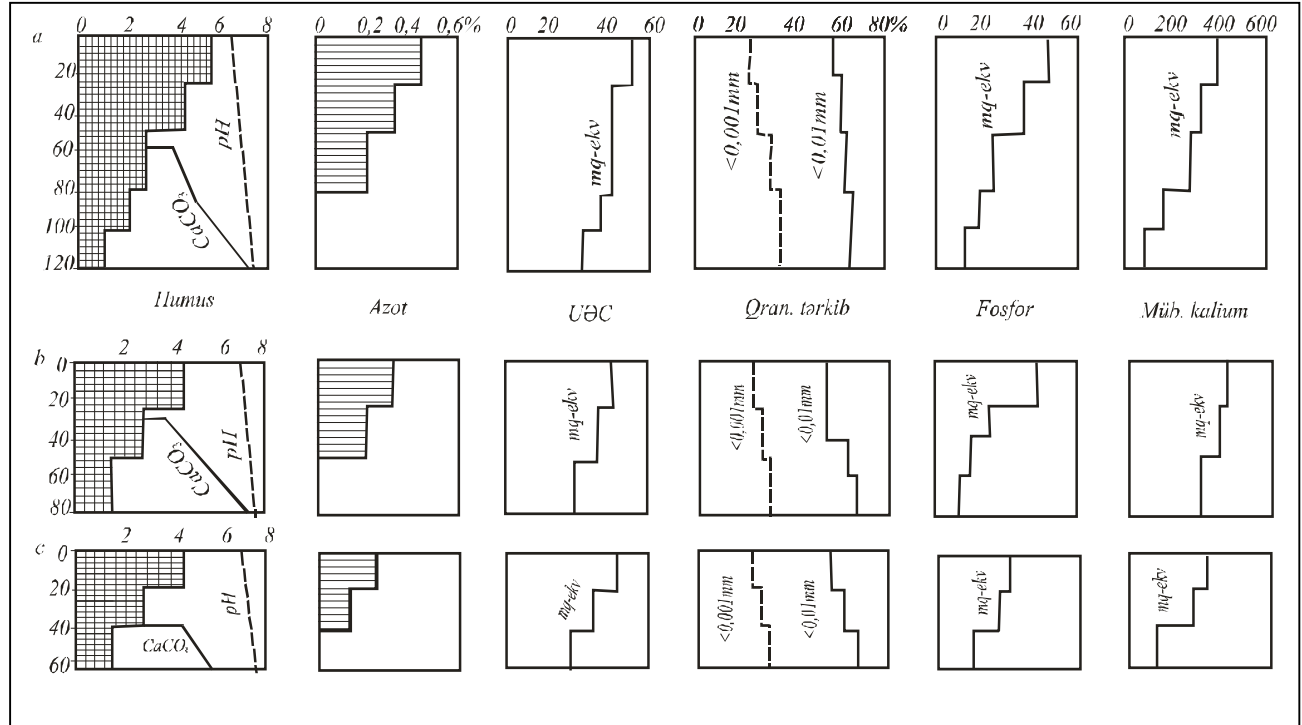 0 2 4 6 8 0 0,2 0,4 0,6% 0 20 40 60 0 20 40 60 80% 0 20 40 60 0 200 400 600
a
20
40
60
80
100
120
pH
CaCO₃
mq-ekv
<0,001mm
<0,01mm
mq-ekv
mq-ekv
Humus Azot UƏC Qran. tərkib Fosfor Müb. kalium
2 4 6 8
b 0
20
40
60
80
pH
CaCO₃
mq-ekv
<0,001mm
<0,01mm
mq-ekv
mq-ekv
2 4 6 8
c 0
20
40
60
pH
CaCO₃
mq-ekv
<0,001mm
<0,01mm
mq-ekv
mq-ekv